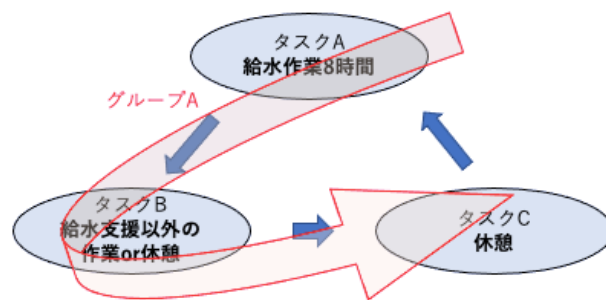 タスクA
給水作業8時間
グループA
タスクB
給水支援以外の
作業or休憩
タスクC
休憩